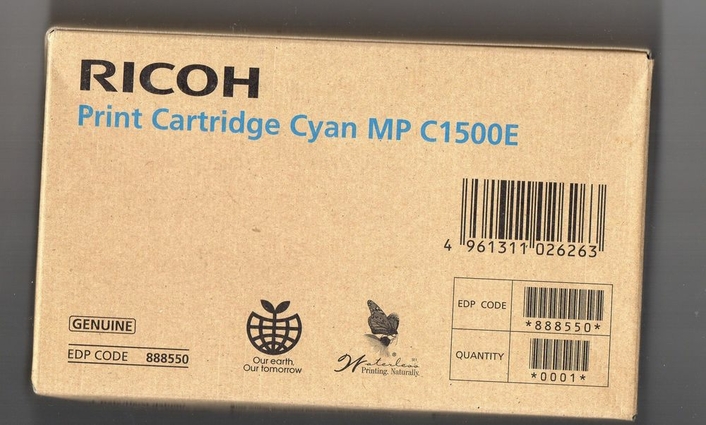 RICOH
Print Cartridge Cyan MP C1500E
4 961311 026263
EDP CODE
*888550*
QUANTITY
*0001*
GENUINE
EDP CODE 888550
Our earth,
Our tomorrow
Waterless
Printing. Naturally.